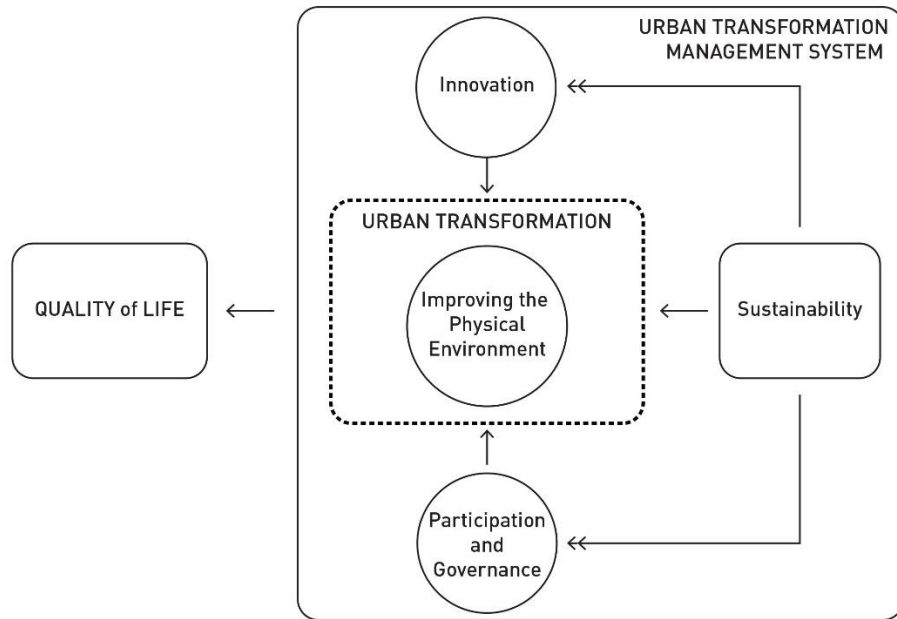 URBAN TRANSFORMATION
MANAGEMENT SYSTEM
Innovation
URBAN TRANSFORMATION
QUALITY of LIFE
Improving the
Physical
Environment
Sustainability
Participation
and
Governance